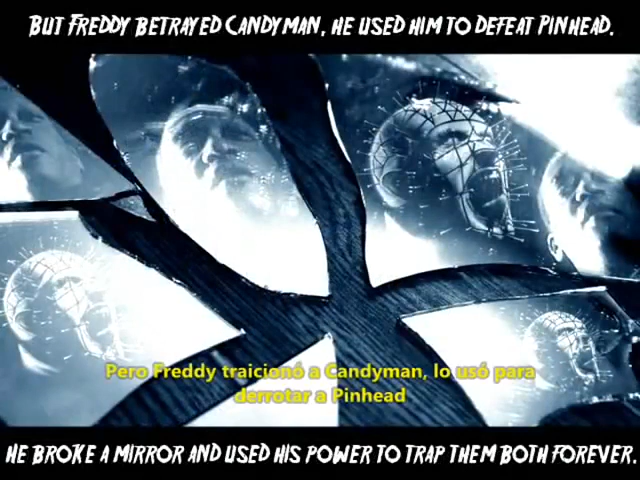 BUT FREDDY BETRAYED CANDYMAN, HE USED HIM TO DEFEAT PINHEAD.
Pero Freddy traicionó a Candyman, lo usó para
derrotar a Pinhead
HE BROKE A MIRROR AND USED HIS POWER TO TRAP THEM BOTH FOREVER.